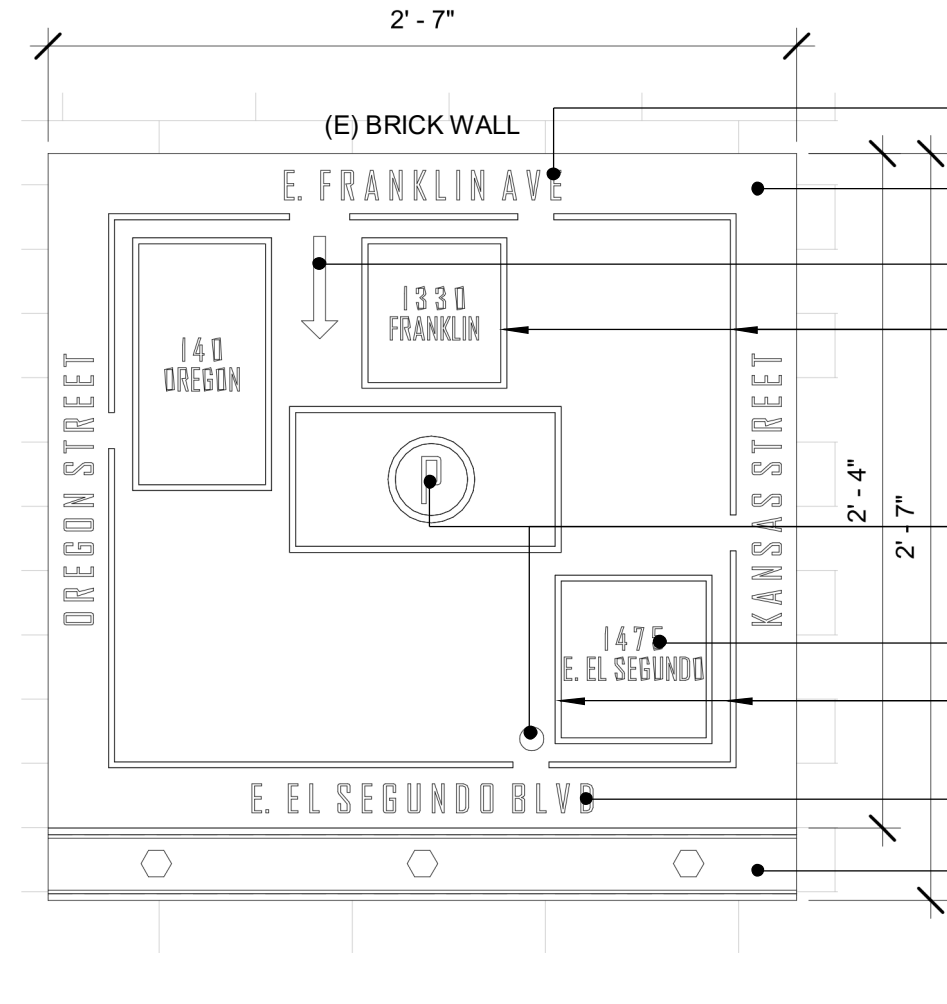 2' - 7"
(E) BRICK WALL
E. FRANKLIN AVE
1330
FRANKLIN
140
OREGON
OREGON STREET
KANSAS STREET
P
2' - 4"
2' - 7"
1475
E. EL SEGUNDO
E. EL SEGUNDO BLVD